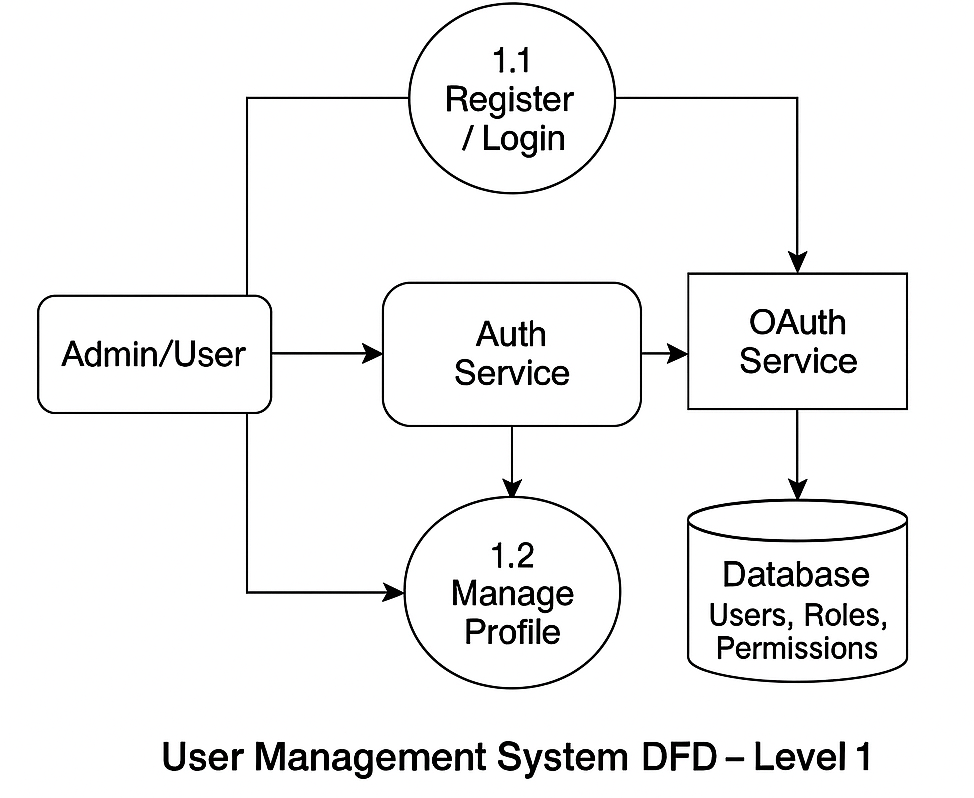 1.1
Register
/ Login
Admin/User
Auth
Service
OAuth
Service
1.2
Manage
Profile
Database
Users, Roles,
Permissions
User Management System DFD – Level 1